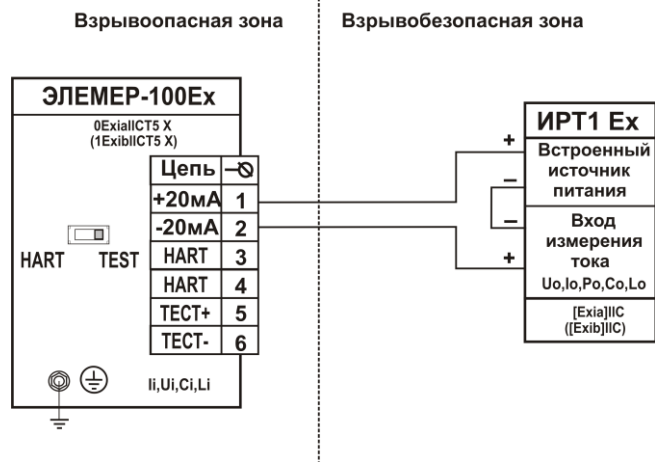 Взрывоопасная зона
Взрывобезопасная зона
ЭЛЕМЕР-100Ex
0ExiaIICT5 X
(1ExibIICT5 X)
Цепь
+20мА 1
-20мА 2
HART 3
HART 4
ТЕСТ+ 5
ТЕСТ- 6
HART TEST
Ii,Ui,Ci,Li
+
–
–
+
ИРТ1 Ex
Встроенный
источник
питания
Вход
измерения
тока
Uo,Io,Po,Co,Lo
[Exia]IIC
([Exib]IIC)